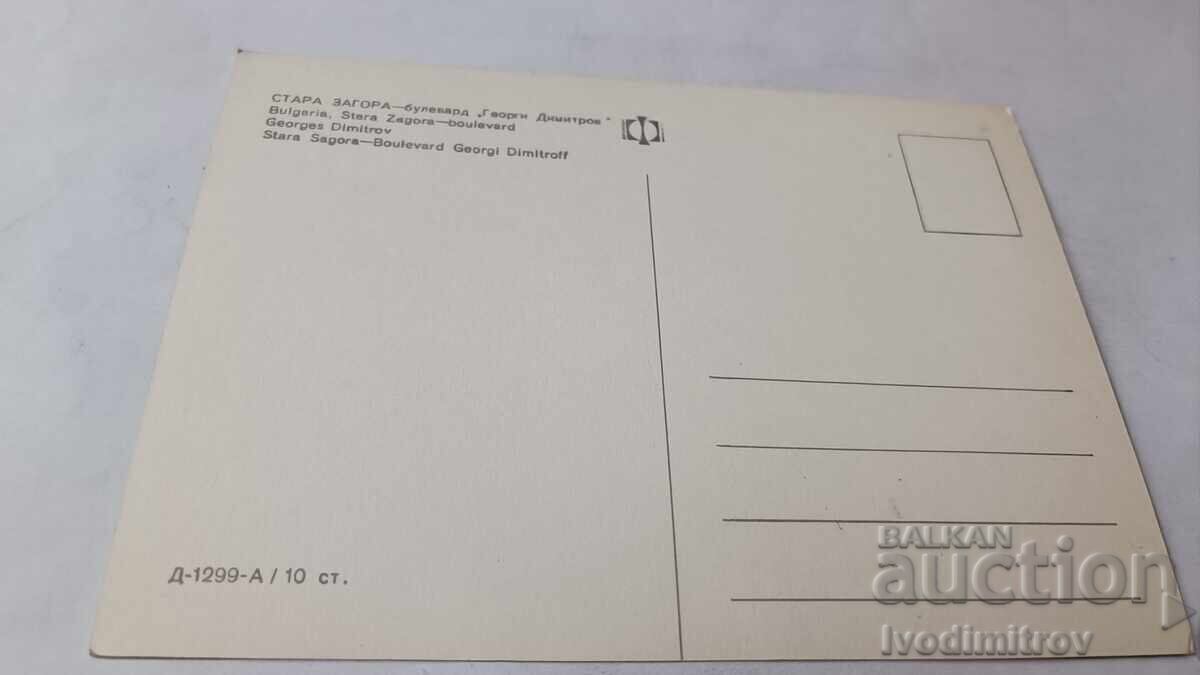 СТАРА ЗАГОРА—булевард „Георги Димитров"
Bulgaria, Stara Zagora—boulevard
Georges Dimitrov
Stara Sagora—Boulevard Georgi Dimitroff
Д-1299-А / 10 ст.
BALKAN
auction
Ivodimitrov